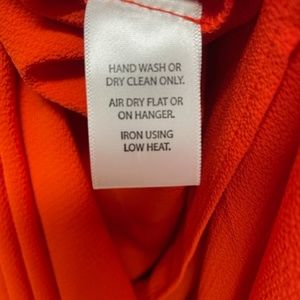 HAND WASH OR
DRY CLEAN ONLY.
AIR DRY FLAT OR
ON HANGER.
IRON USING
LOW HEAT.